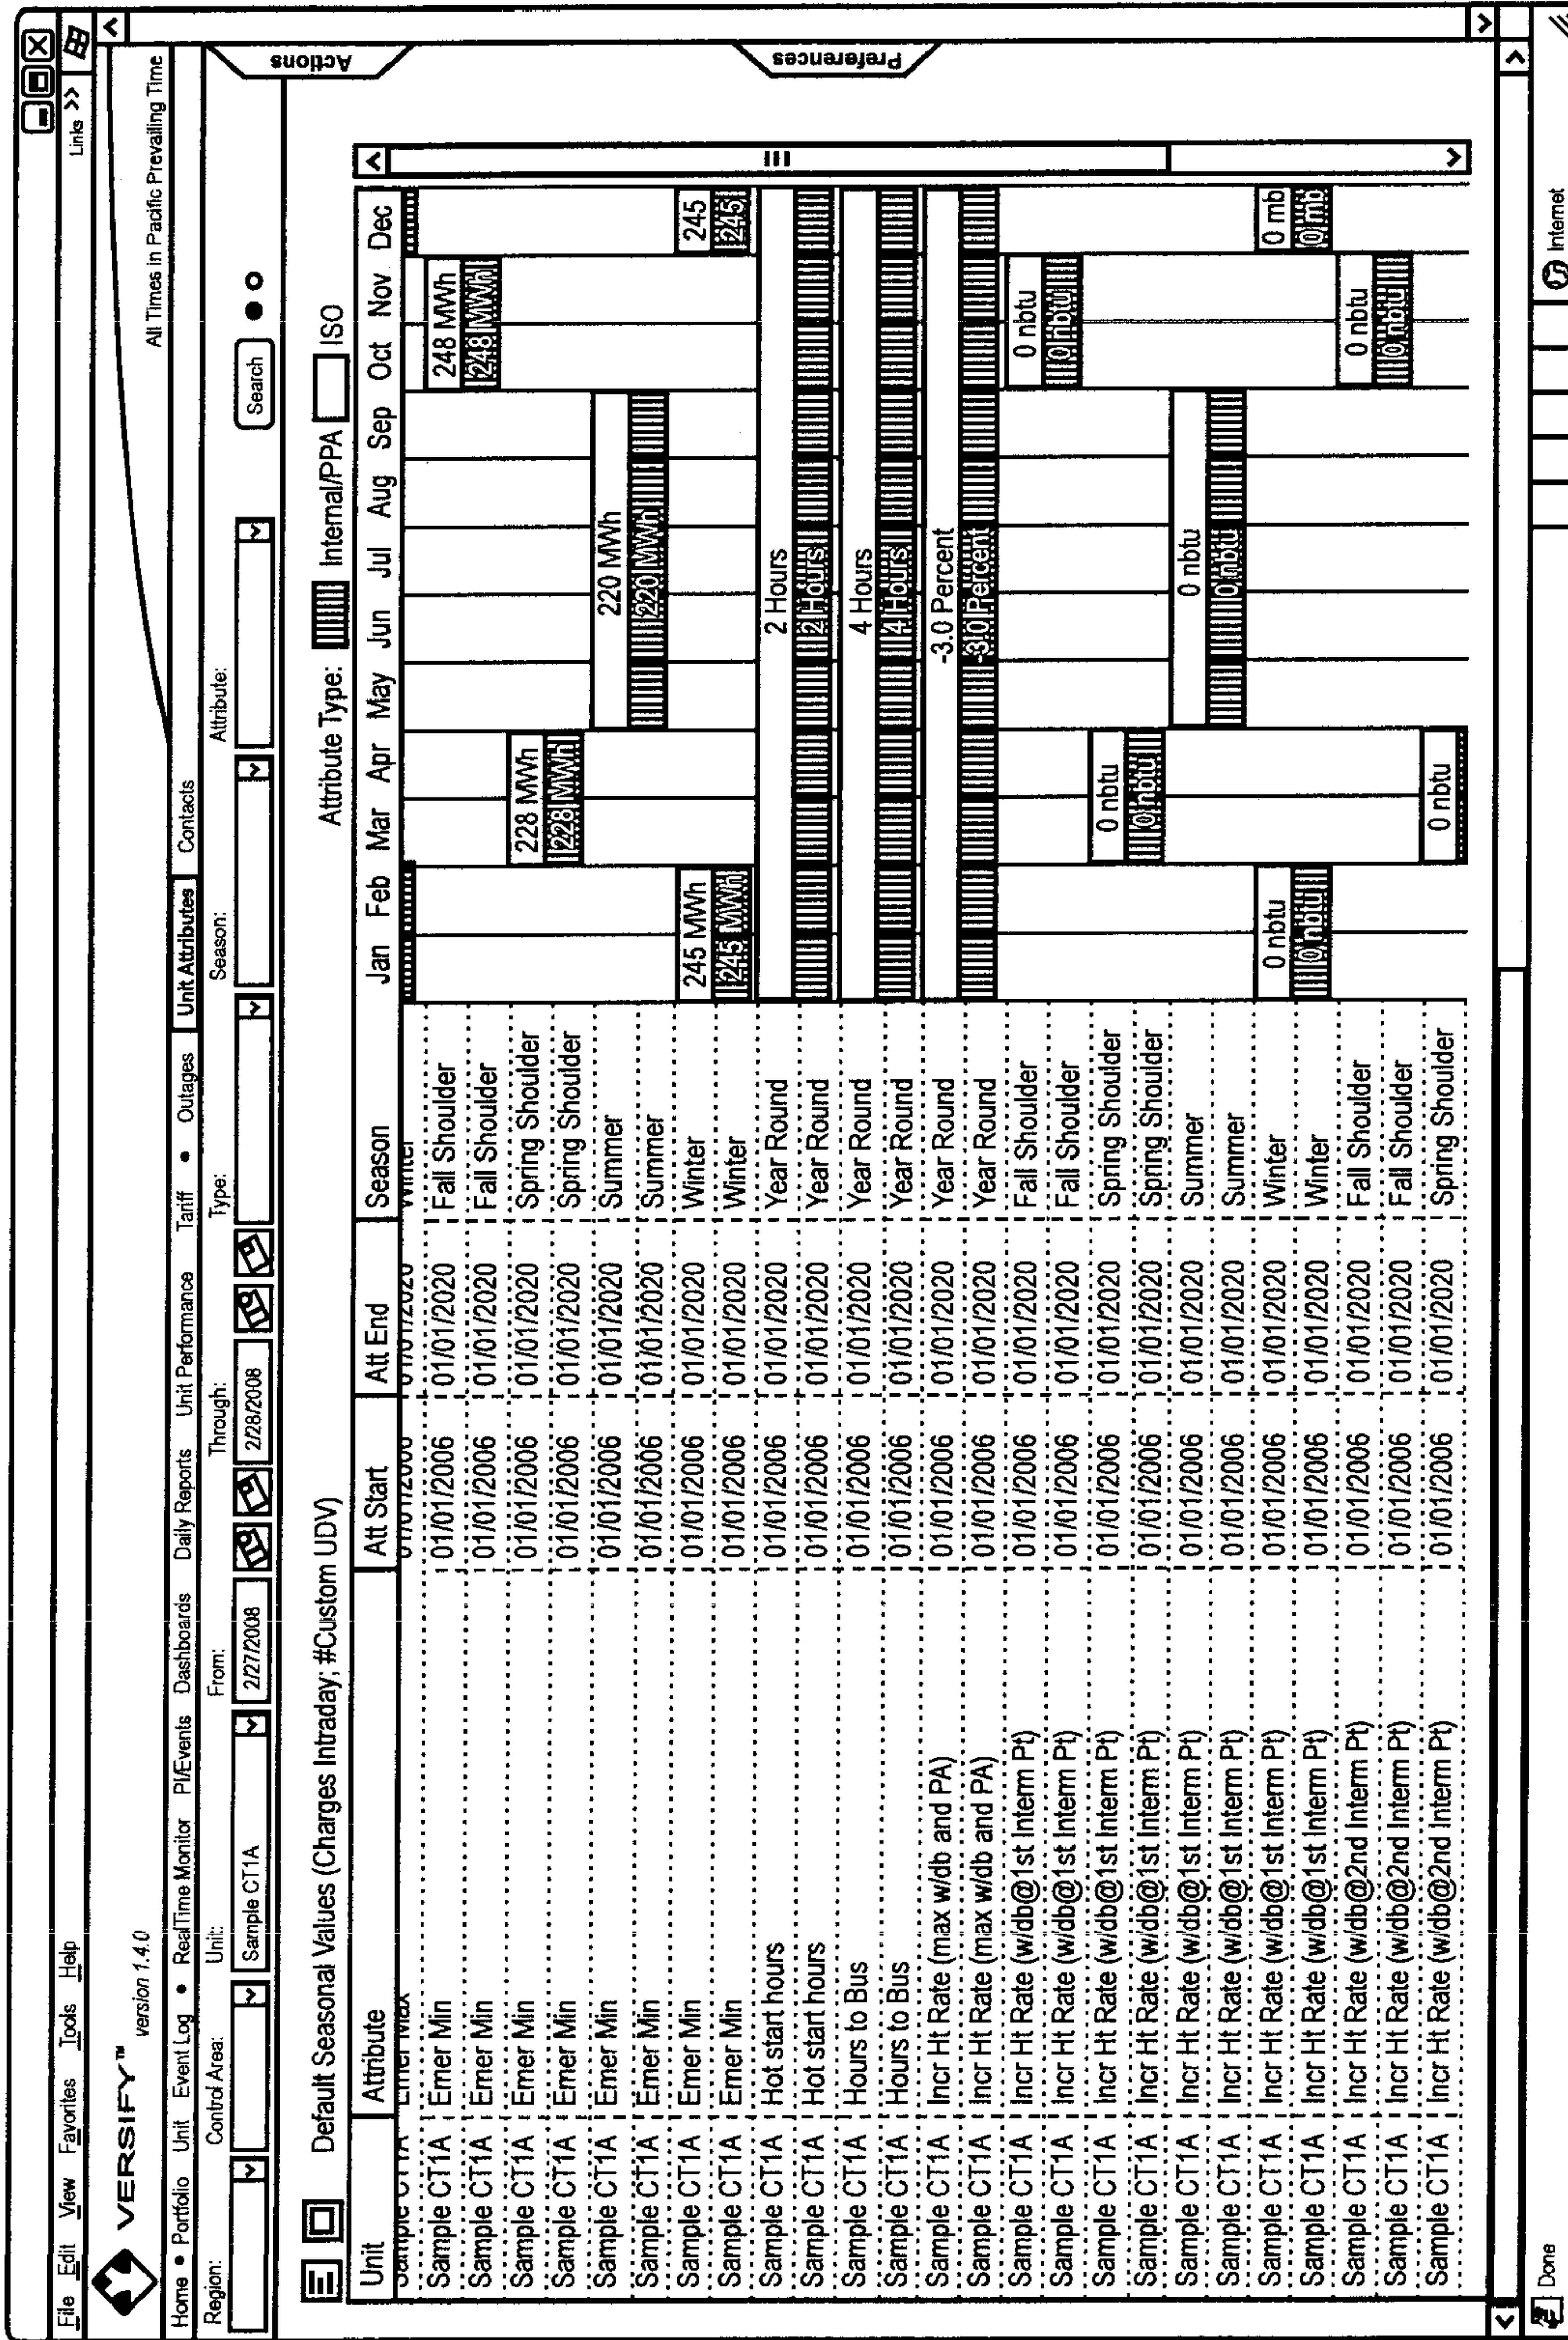 File Edit View Favorites Tools Help
Links >>
VERSIFY™
version 1.4.0
All Times in Pacific Prevailing Time
Home • Portfolio Unit Event Log • RealTime Monitor PI/Events Dashboards Daily Reports Unit Performance Tariff • Outages Unit Attributes Contacts
Region: Control Area: Unit: From: Through: Type: Season: Attribute:
Sample CT1A 2/27/2008 2/28/2008 Search
Default Seasonal Values (Charges Intraday; #Custom UDV) Attribute Type: Internal/PPA ISO
Unit Attribute Att Start Att End Season Jan Feb Mar Apr May Jun Jul Aug Sep Oct Nov Dec
Sample CT1A Emer Max 01/01/2006 01/01/2020 Winter
Sample CT1A Emer Min 01/01/2006 01/01/2020 Fall Shoulder 248 MWh
Sample CT1A Emer Min 01/01/2006 01/01/2020 Fall Shoulder 248 MWh
Sample CT1A Emer Min 01/01/2006 01/01/2020 Spring Shoulder 228 MWh
Sample CT1A Emer Min 01/01/2006 01/01/2020 Spring Shoulder 228 MWh
Sample CT1A Emer Min 01/01/2006 01/01/2020 Summer 220 MWh
Sample CT1A Emer Min 01/01/2006 01/01/2020 Summer 220 MWh
Sample CT1A Emer Min 01/01/2006 01/01/2020 Winter 245 MWh 245
Sample CT1A Emer Min 01/01/2006 01/01/2020 Winter 245 MWh 245
Sample CT1A Hot start hours 01/01/2006 01/01/2020 Year Round 2 Hours
Sample CT1A Hot start hours 01/01/2006 01/01/2020 Year Round 2 Hours
Sample CT1A Hours to Bus 01/01/2006 01/01/2020 Year Round 4 Hours
Sample CT1A Hours to Bus 01/01/2006 01/01/2020 Year Round 4 Hours
Sample CT1A Incr Ht Rate (max w/db and PA) 01/01/2006 01/01/2020 Year Round -3.0 Percent
Sample CT1A Incr Ht Rate (max w/db and PA) 01/01/2006 01/01/2020 Year Round -3.0 Percent
Sample CT1A Incr Ht Rate (w/db@1st Interm Pt) 01/01/2006 01/01/2020 Fall Shoulder 0 nbtu
Sample CT1A Incr Ht Rate (w/db@1st Interm Pt) 01/01/2006 01/01/2020 Fall Shoulder 0 nbtu
Sample CT1A Incr Ht Rate (w/db@1st Interm Pt) 01/01/2006 01/01/2020 Spring Shoulder 0 nbtu
Sample CT1A Incr Ht Rate (w/db@1st Interm Pt) 01/01/2006 01/01/2020 Spring Shoulder 0 nbtu
Sample CT1A Incr Ht Rate (w/db@1st Interm Pt) 01/01/2006 01/01/2020 Summer 0 nbtu
Sample CT1A Incr Ht Rate (w/db@1st Interm Pt) 01/01/2006 01/01/2020 Summer 0 nbtu
Sample CT1A Incr Ht Rate (w/db@1st Interm Pt) 01/01/2006 01/01/2020 Winter 0 nbtu 0 mb
Sample CT1A Incr Ht Rate (w/db@1st Interm Pt) 01/01/2006 01/01/2020 Winter 0 nbtu 0 mb
Sample CT1A Incr Ht Rate (w/db@2nd Interm Pt) 01/01/2006 01/01/2020 Fall Shoulder 0 nbtu
Sample CT1A Incr Ht Rate (w/db@2nd Interm Pt) 01/01/2006 01/01/2020 Fall Shoulder 0 nbtu
Sample CT1A Incr Ht Rate (w/db@2nd Interm Pt) 01/01/2006 01/01/2020 Spring Shoulder 0 nbtu
Actions
Preferences
Done
Internet